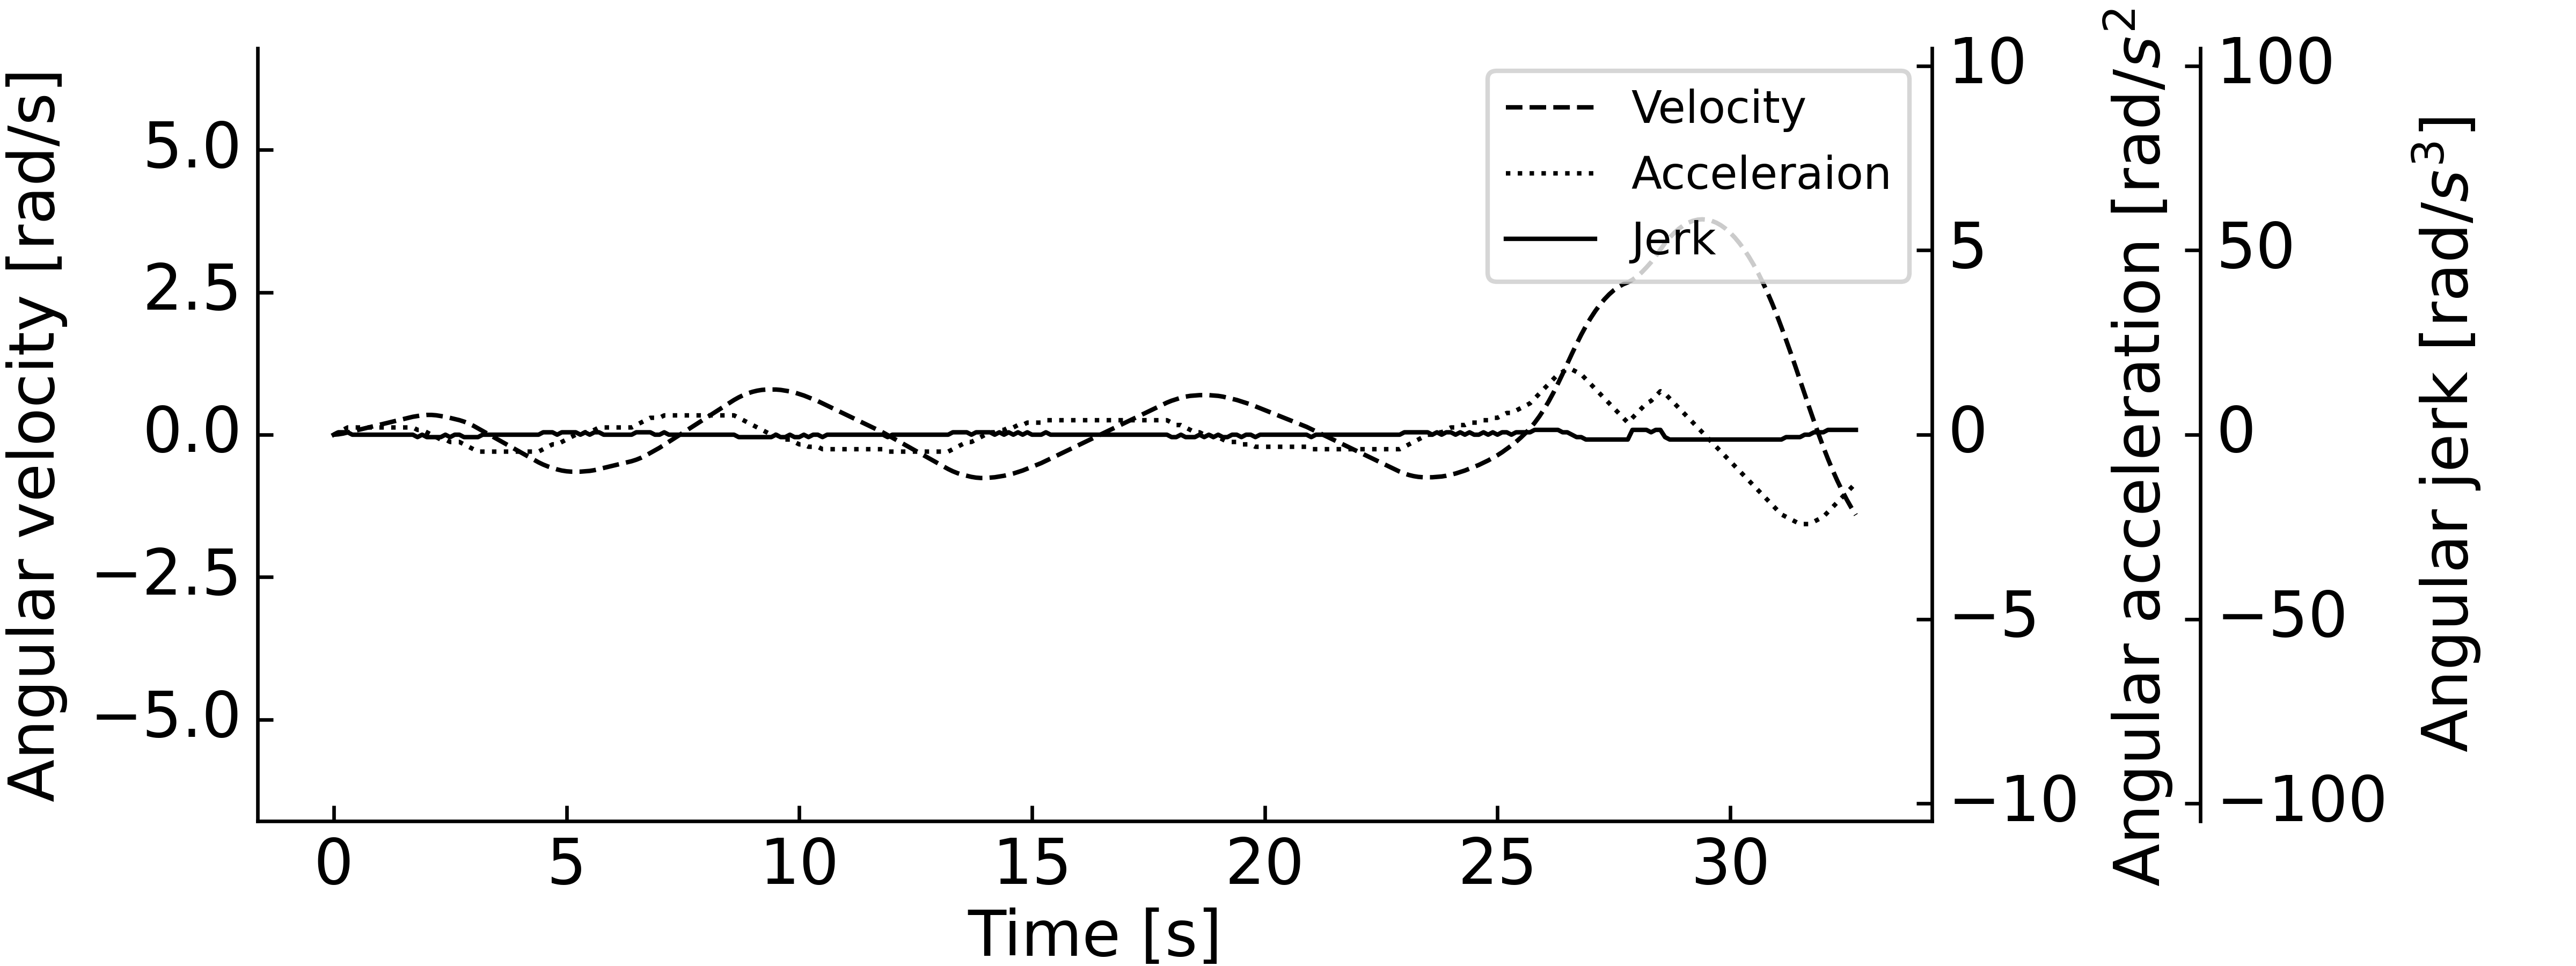 Angular velocity [rad/s]
5.0
2.5
0.0
−2.5
−5.0
0 5 10 15 20 25 30
Time [s]
Velocity
Acceleraion
Jerk
10
5
0
−5
−10
Angular acceleration [rad/s²
100
50
0
−50
−100
Angular jerk [rad/s³]